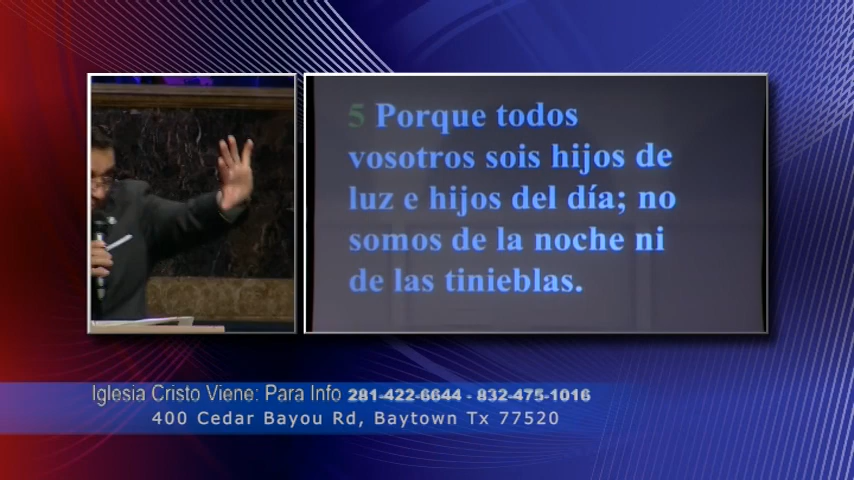 5 Porque todos
vosotros sois hijos de
luz e hijos del día; no
somos de la noche ni
de las tinieblas.
Iglesia Cristo Viene: Para Info 281-422-6644 - 832-475-1016
400 Cedar Bayou Rd, Baytown Tx 77520